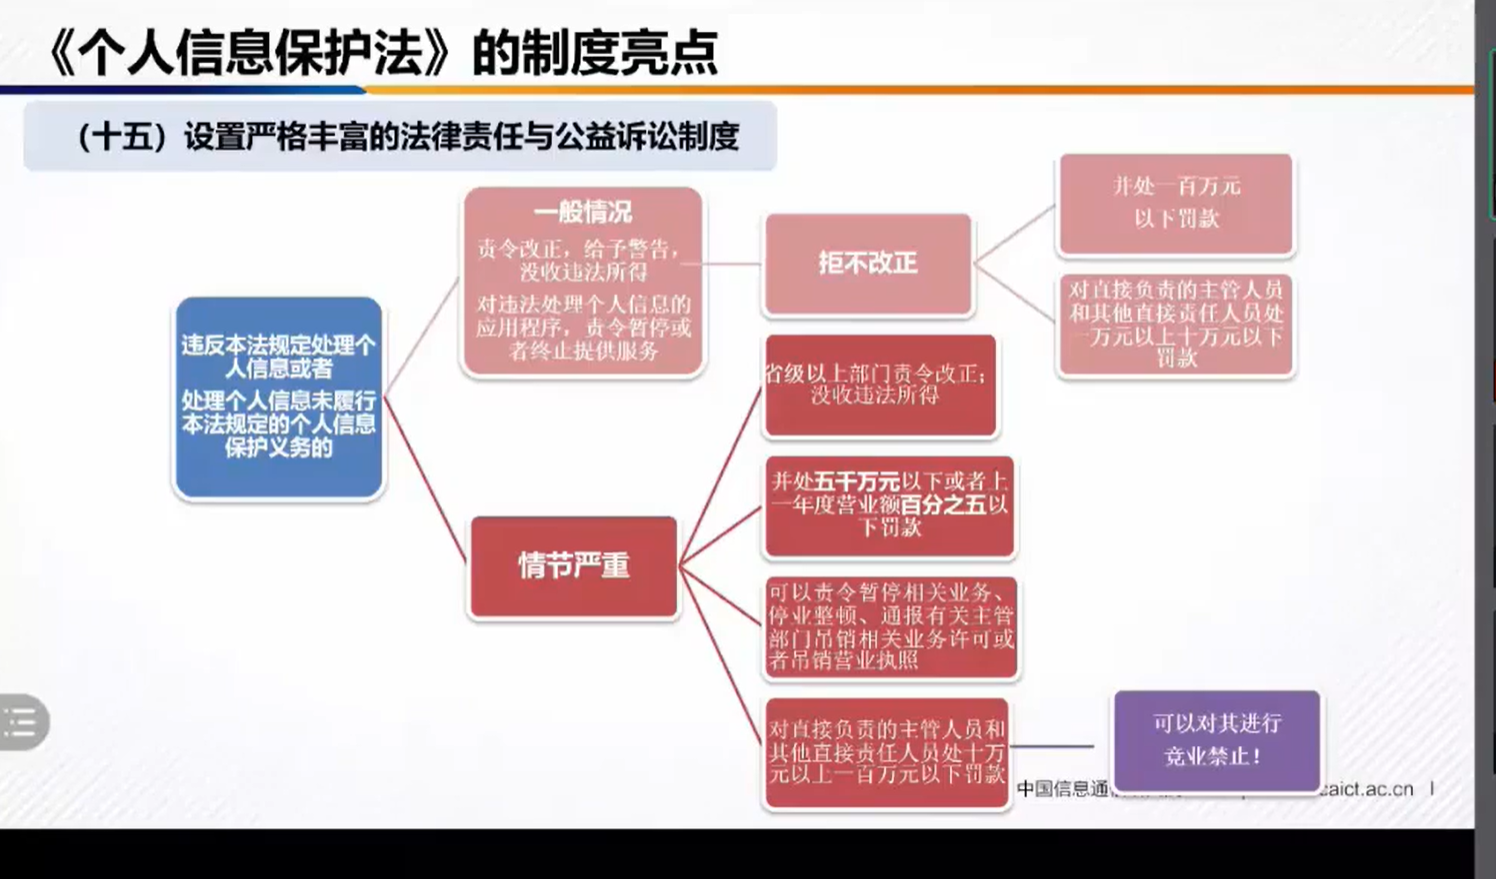 《个人信息保护法》的制度亮点
（十五）设置严格丰富的法律责任与公益诉讼制度
违反本法规定处理个
人信息或者
处理个人信息未履行
本法规定的个人信息
保护义务的
一般情况
责令改正，给予警告，
没收违法所得
对违法处理个人信息的
应用程序，责令暂停或
者终止提供服务
拒不改正
并处一百万元
以下罚款
对直接负责的主管人员
和其他直接责任人员处
一万元以上十万元以下
罚款
情节严重
省级以上部门责令改正；
没收违法所得
并处五千万元以下或者上
一年度营业额百分之五以
下罚款
可以责令暂停相关业务、
停业整顿、通报有关主管
部门吊销相关业务许可或
者吊销营业执照
对直接负责的主管人员和
其他直接责任人员处十万
元以上一百万元以下罚款
可以对其进行
竞业禁止！
中国信息通
caict.ac.cn